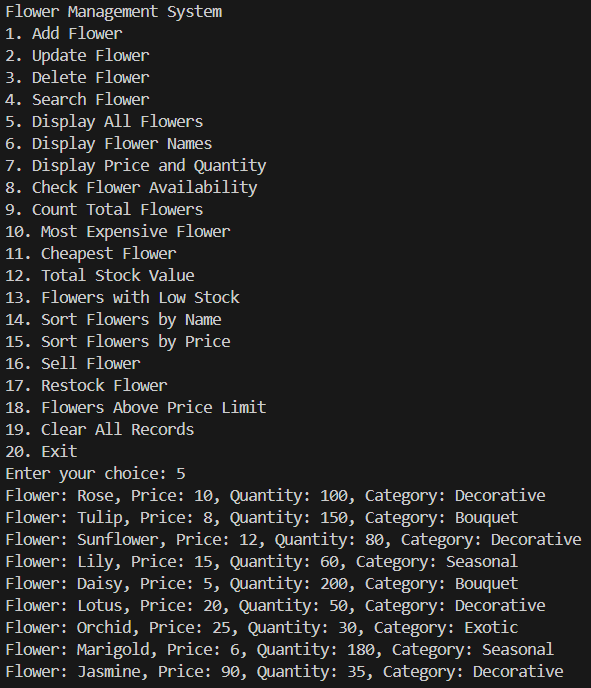 Flower Management System
1. Add Flower
2. Update Flower
3. Delete Flower
4. Search Flower
5. Display All Flowers
6. Display Flower Names
7. Display Price and Quantity
8. Check Flower Availability
9. Count Total Flowers
10. Most Expensive Flower
11. Cheapest Flower
12. Total Stock Value
13. Flowers with Low Stock
14. Sort Flowers by Name
15. Sort Flowers by Price
16. Sell Flower
17. Restock Flower
18. Flowers Above Price Limit
19. Clear All Records
20. Exit
Enter your choice: 5
Flower: Rose, Price: 10, Quantity: 100, Category: Decorative
Flower: Tulip, Price: 8, Quantity: 150, Category: Bouquet
Flower: Sunflower, Price: 12, Quantity: 80, Category: Decorative
Flower: Lily, Price: 15, Quantity: 60, Category: Seasonal
Flower: Daisy, Price: 5, Quantity: 200, Category: Bouquet
Flower: Lotus, Price: 20, Quantity: 50, Category: Decorative
Flower: Orchid, Price: 25, Quantity: 30, Category: Exotic
Flower: Marigold, Price: 6, Quantity: 180, Category: Seasonal
Flower: Jasmine, Price: 90, Quantity: 35, Category: Decorative